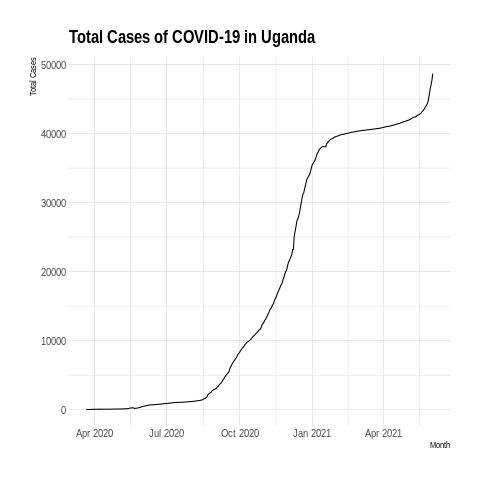 Total Cases of COVID-19 in Uganda
Total Cases
50000
40000
30000
20000
10000
0
Apr 2020 Jul 2020 Oct 2020 Jan 2021 Apr 2021
Month